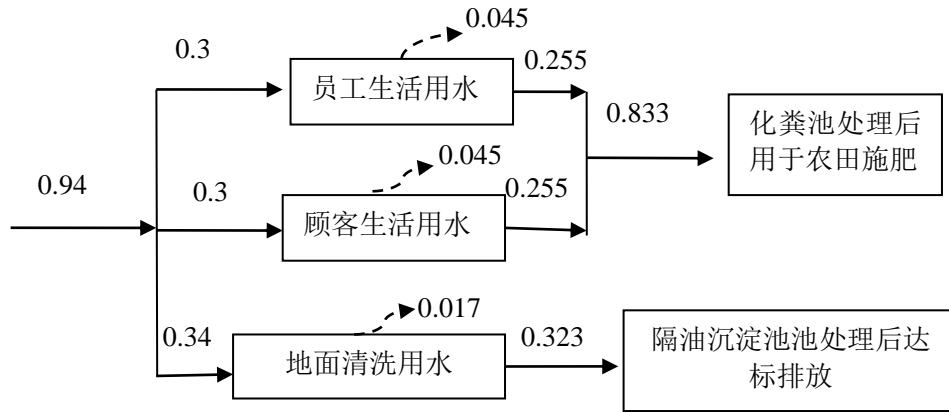 0.045
0.3
0.255
员工生活用水
0.833
化粪池处理后
用于农田施肥
0.045
0.94
0.3
0.255
顾客生活用水
0.017
0.34
0.323
地面清洗用水
隔油沉淀池池处理后达
标排放